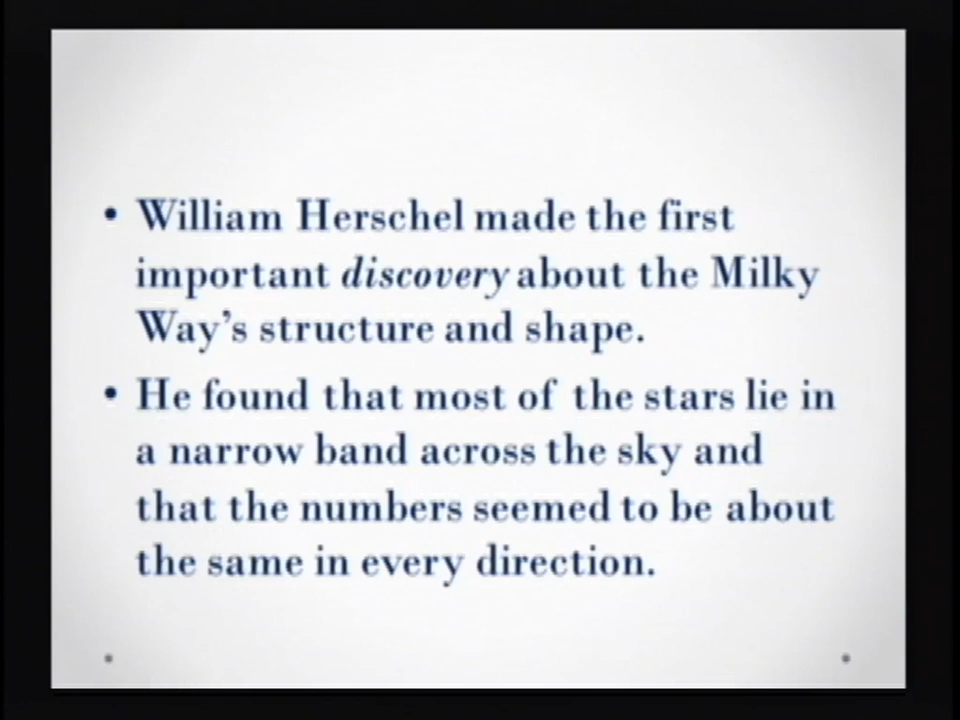 • William Herschel made the first
important discovery about the Milky
Way's structure and shape.
• He found that most of the stars lie in
a narrow band across the sky and
that the numbers seemed to be about
the same in every direction.